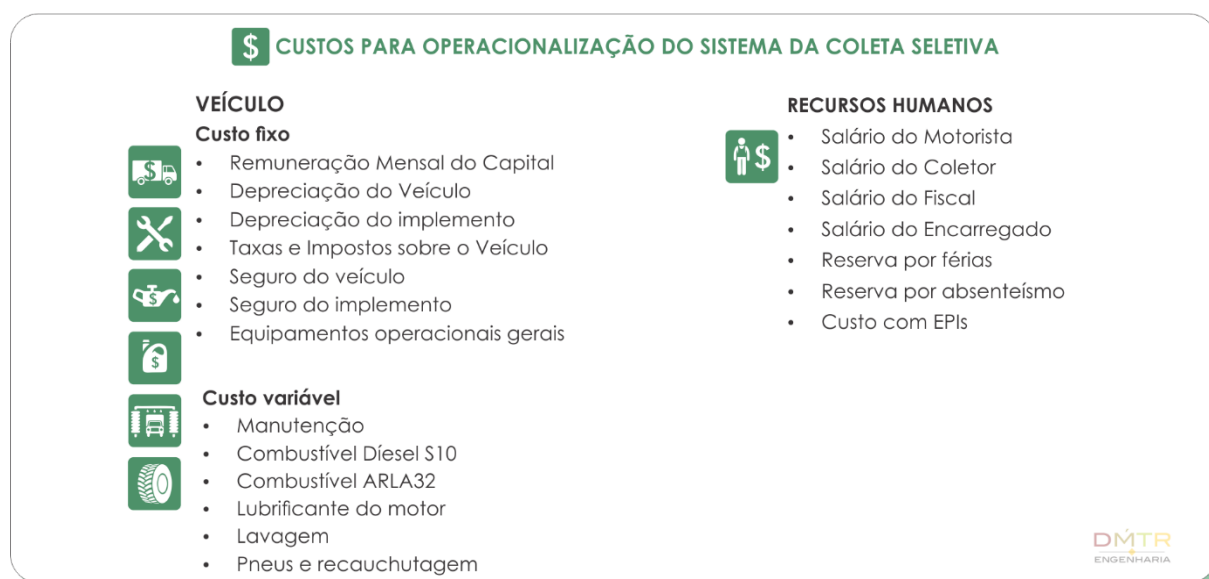 $ CUSTOS PARA OPERACIONALIZAÇÃO DO SISTEMA DA COLETA SELETIVA
VEÍCULO
Custo fixo
• Remuneração Mensal do Capital
• Depreciação do Veículo
• Depreciação do implemento
• Taxas e Impostos sobre o Veículo
• Seguro do veículo
• Seguro do implemento
• Equipamentos operacionais gerais
Custo variável
• Manutenção
• Combustível Díesel S10
• Combustível ARLA32
• Lubrificante do motor
• Lavagem
• Pneus e recauchutagem
RECURSOS HUMANOS
• Salário do Motorista
• Salário do Coletor
• Salário do Fiscal
• Salário do Encarregado
• Reserva por férias
• Reserva por absenteísmo
• Custo com EPIs
DMTR
ENGENHARIA